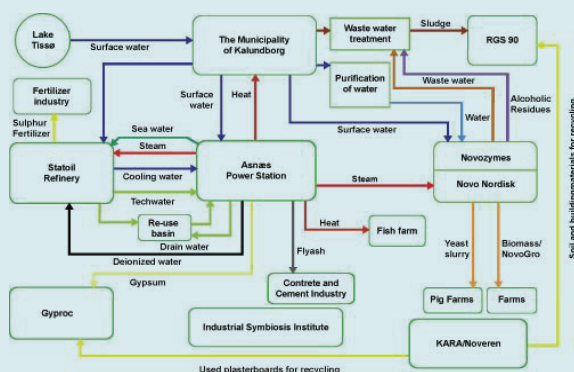 Lake
Tissø
Surface water
The Municipality
of Kalundborg
Waste water
treatment
Sludge
RGS 90
Fertilizer
industry
Purification
of water
Waste water
Alcoholic
Residues
Sulphur
Fertilizer
Surface
water
Heat
Sea water
Surface water
Water
Steam
Statoil
Refinery
Cooling water
Asnæs
Power Station
Steam
Novozymes
Novo Nordisk
Techwater
Re-use
basin
Drain water
Deionized water
Heat
Fish farm
Flyash
Yeast
slurry
Biomass/
NovoGro
Gypsum
Contrete and
Cement Industry
Pig Farms
Farms
Gyproc
Industrial Symbiosis Institute
KARA/Noveren
Used plasterboards for recycling
Soil and buildingmaterials for recycling